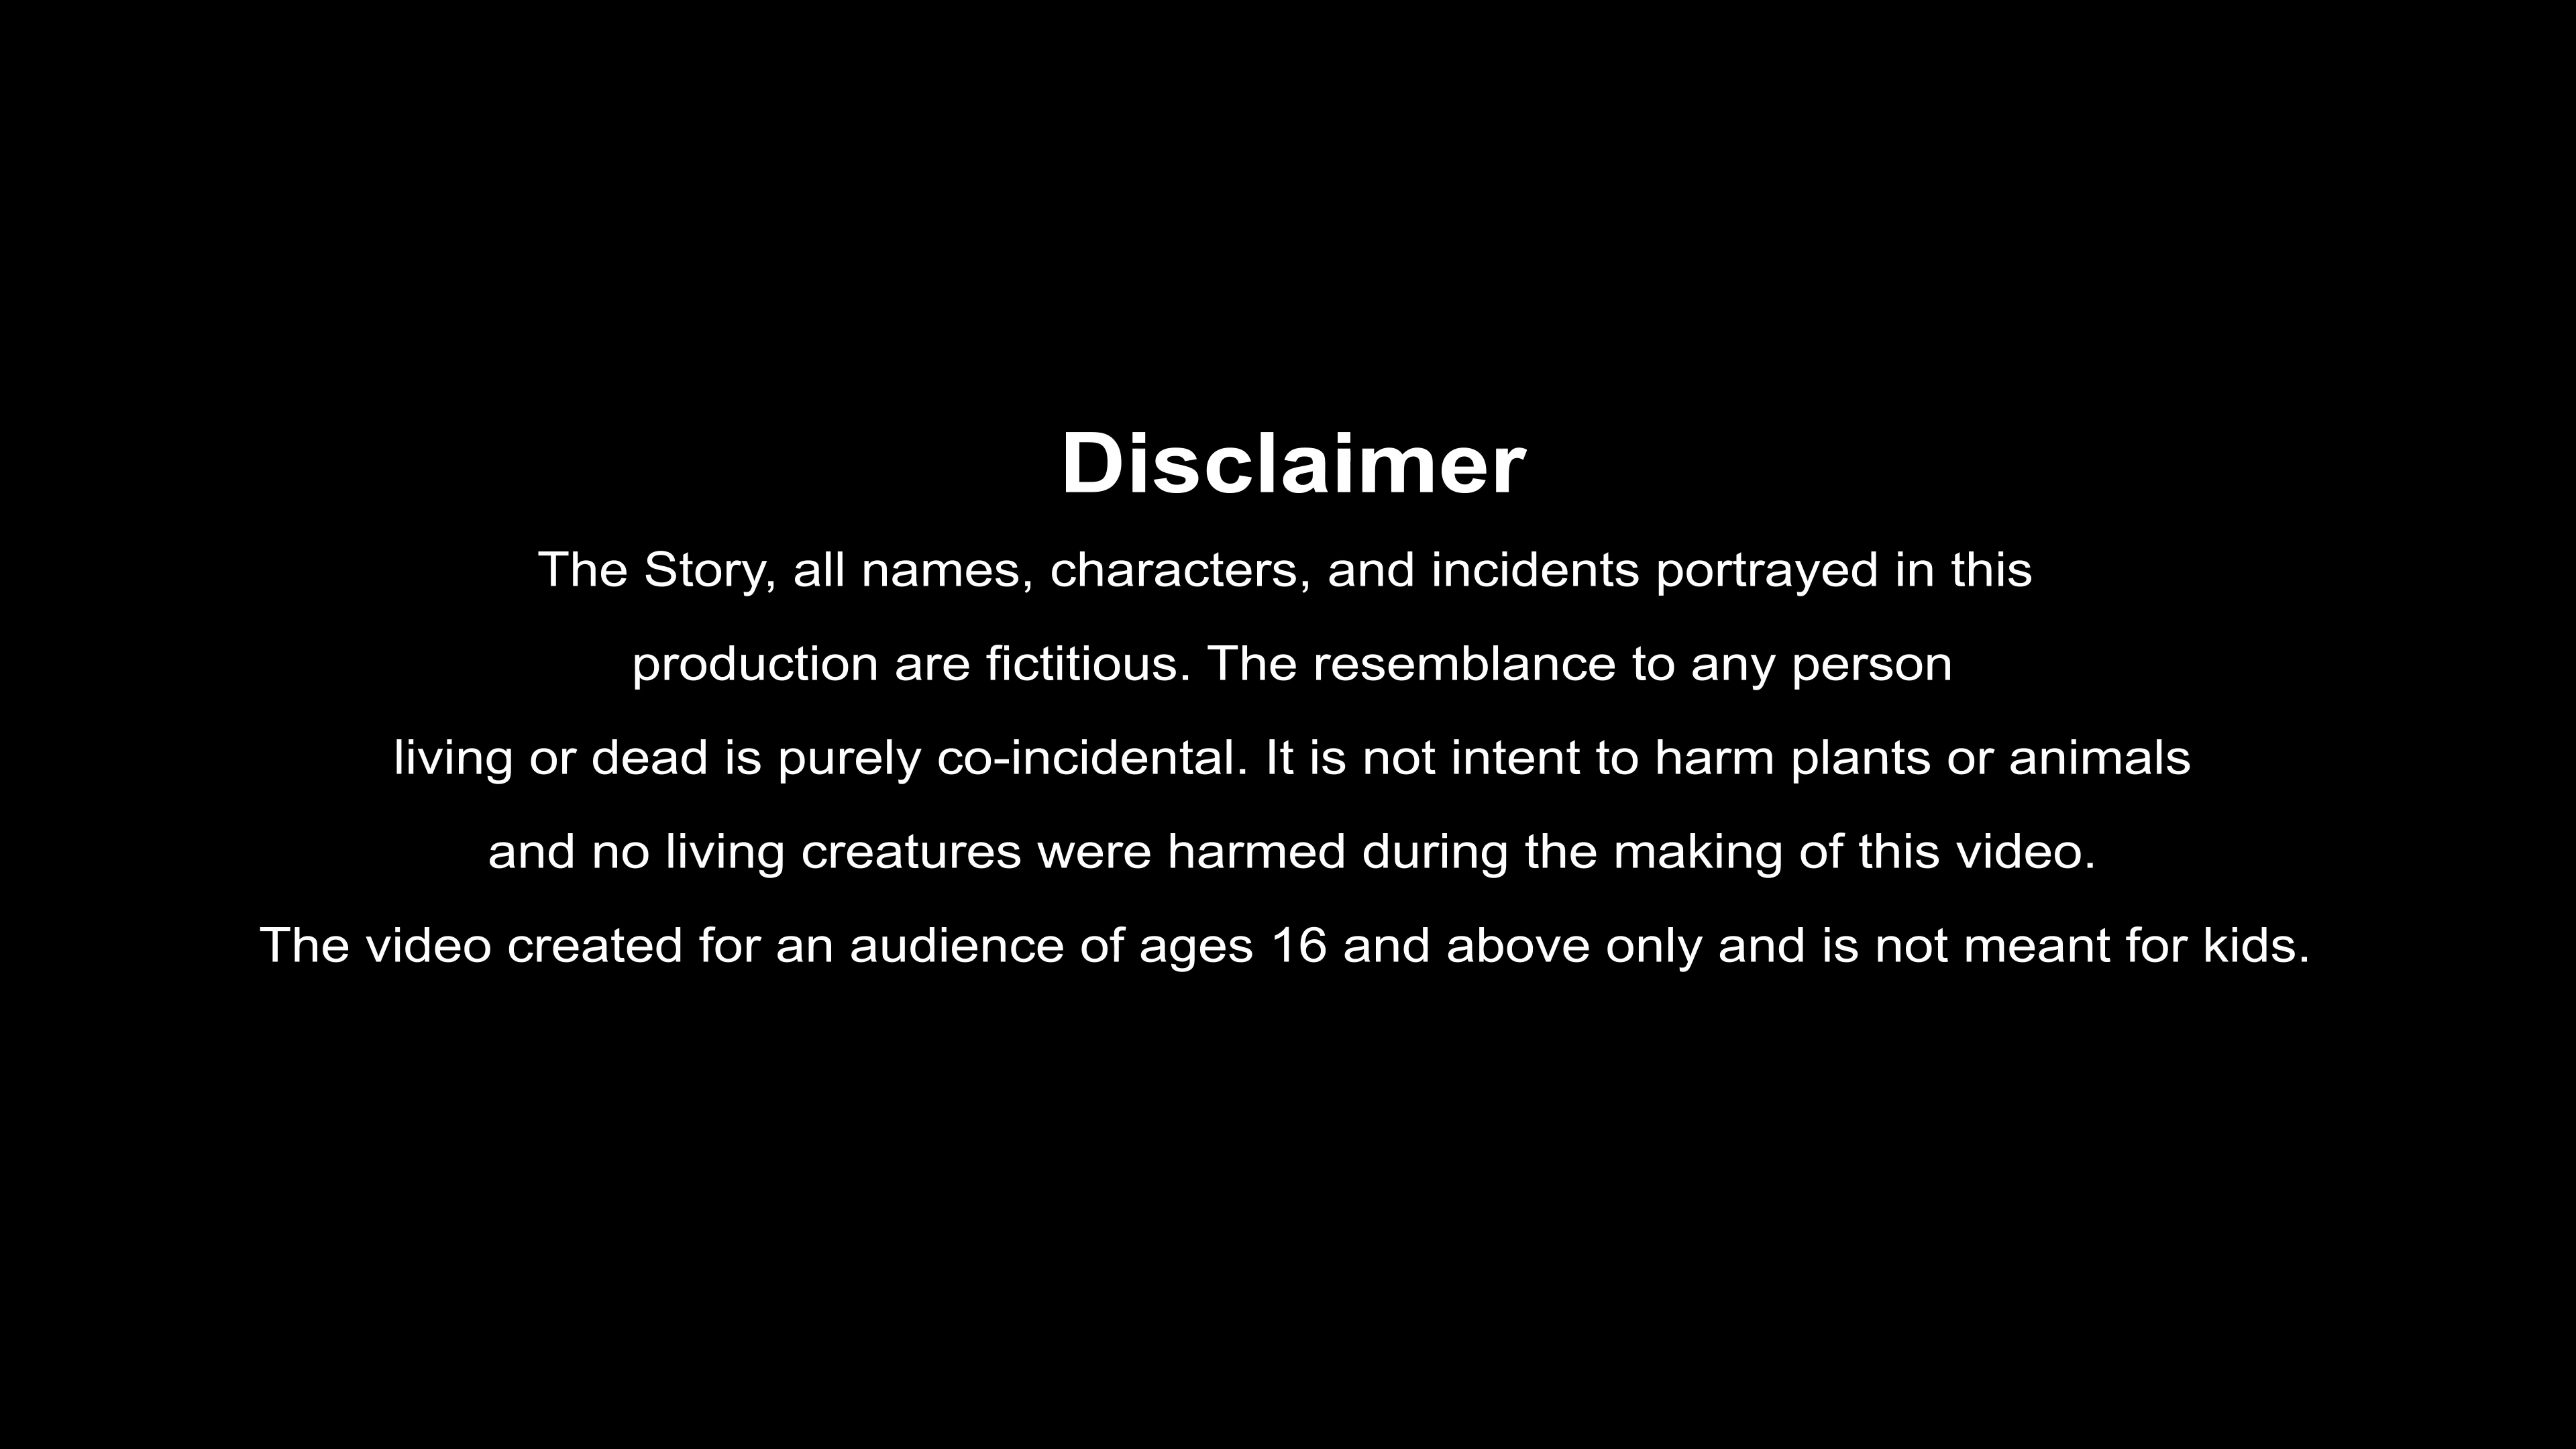 Disclaimer
The Story, all names, characters, and incidents portrayed in this
production are fictitious. The resemblance to any person
living or dead is purely co-incidental. It is not intent to harm plants or animals
and no living creatures were harmed during the making of this video.
The video created for an audience of ages 16 and above only and is not meant for kids.